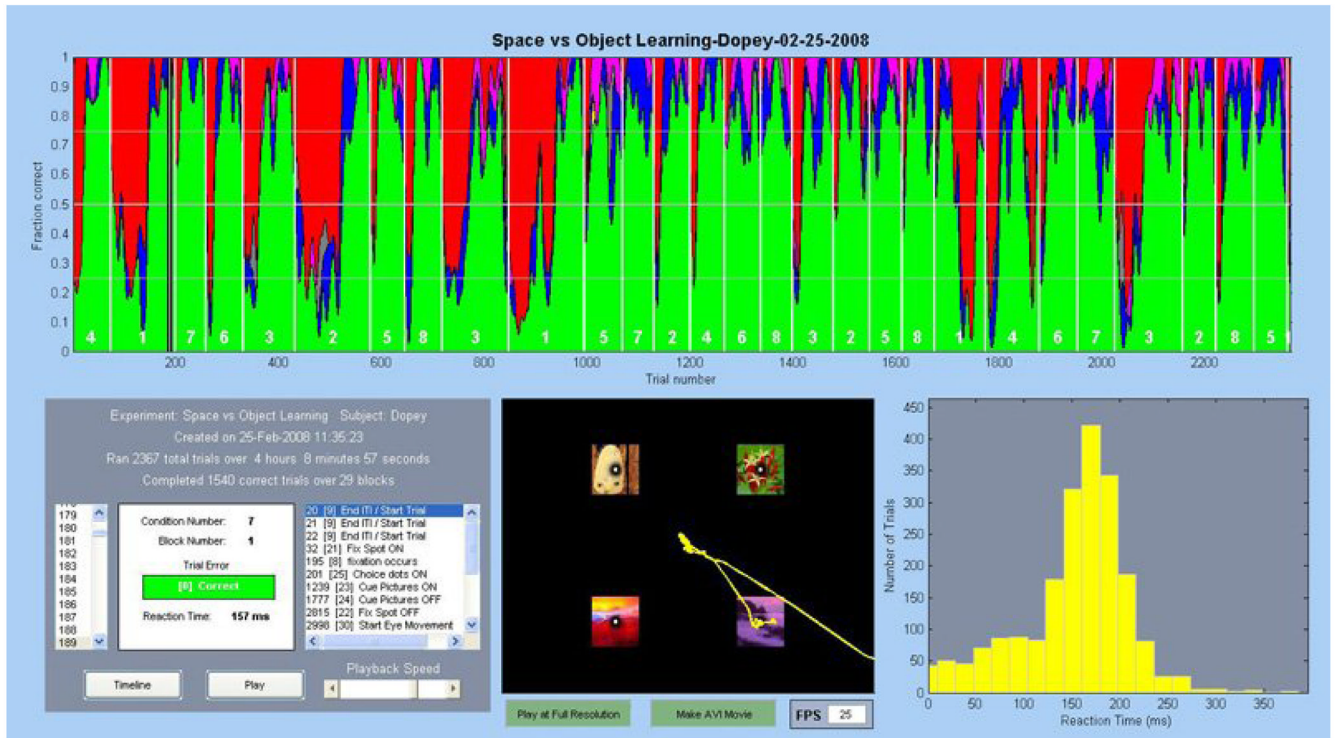 Space vs Object Learning-Dopey-02-25-2008
Fraction correct
1
0.9
0.8
0.7
0.6
0.5
0.4
0.3
0.2
0.1
0
4 1 7 6 3 2 5 8 3 1 5 7 2 4 6 8 3 2 5 8 1 4 6 7 3 2 8 5 1
200 400 600 800 1000 1200 1400 1600 1800 2000 2200
Trial number
Experiment: Space vs Object Learning Subject: Dopey
Created on 25-Feb-2008 11:35:23
Ran 2367 total trials over 4 hours 8 minutes 57 seconds
Completed 1540 correct trials over 29 blocks
179
180
181
182
183
184
185
186
187
188
189
Condition Number: 7
Block Number: 1
Trial Error
[0] Correct
Reaction Time: 157 ms
20 [9] End ITI / Start Trial
21 [9] End ITI / Start Trial
22 [9] End ITI / Start Trial
32 [21] Fix Spot ON
195 [8] fixation occurs
201 [25] Choice dots ON
1239 [23] Cue Pictures ON
1777 [24] Cue Pictures OFF
2815 [22] Fix Spot OFF
2998 [30] Start Eye Movement
Timeline
Play
Playback Speed
Play at Full Resolution
Make AVI Movie
FPS 25
Number of Trials
450
400
350
300
250
200
150
100
50
0
0 50 100 150 200 250 300 350
Reaction Time (ms)